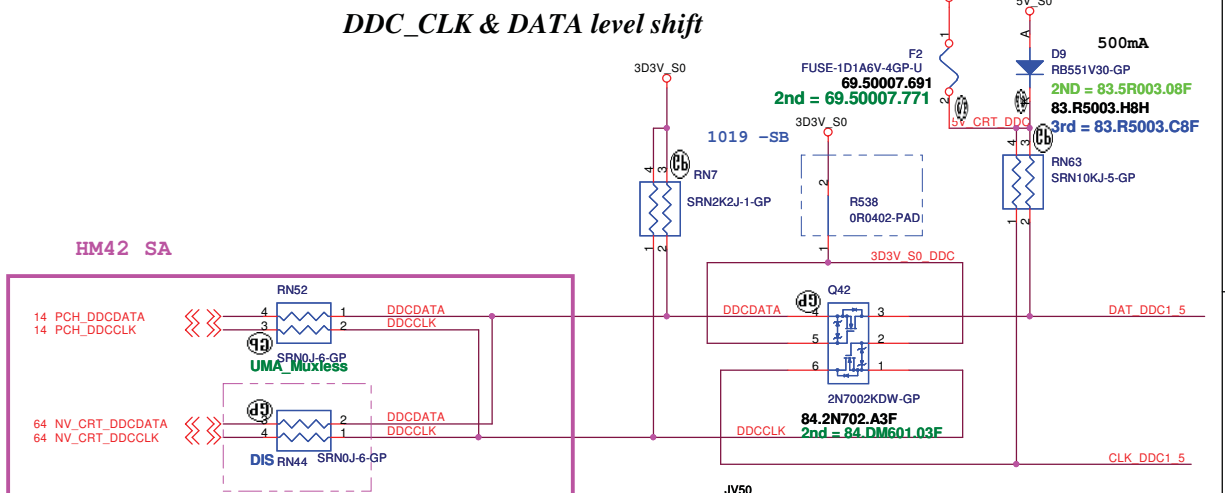 DDC_CLK & DATA level shift
5V_S0
500mA
1
F2
FUSE-1D1A6V-4GP-U
69.50007.691
2nd = 69.50007.771
2
A
D9
RB551V30-GP
2ND = 83.5R003.08F
83.R5003.H8H
3rd = 83.R5003.C8F
K
5V_CRT_DDC
3D3V_S0
1019 -SB
3D3V_S0
4
3
RN7
SRN2K2J-1-GP
1
2
2
R538
0R0402-PAD
1
4
3
RN63
SRN10KJ-5-GP
1
2
HM42 SA
3D3V_S0_DDC
RN52
14 PCH_DDCDATA
14 PCH_DDCCLK
4
3
1
2
DDCDATA
DDCCLK
SRN0J-6-GP
UMA_Muxless
GP
DDCDATA
Q42
4
3
5
2
6
1
DAT_DDC1_5
2N7002KDW-GP
84.2N702.A3F
2nd = 84.DM601.03F
64 NV_CRT_DDCDATA
64 NV_CRT_DDCCLK
3
4
2
1
DDCDATA
DDCCLK
DIS RN44
SRN0J-6-GP
DDCCLK
CLK_DDC1_5
JV50